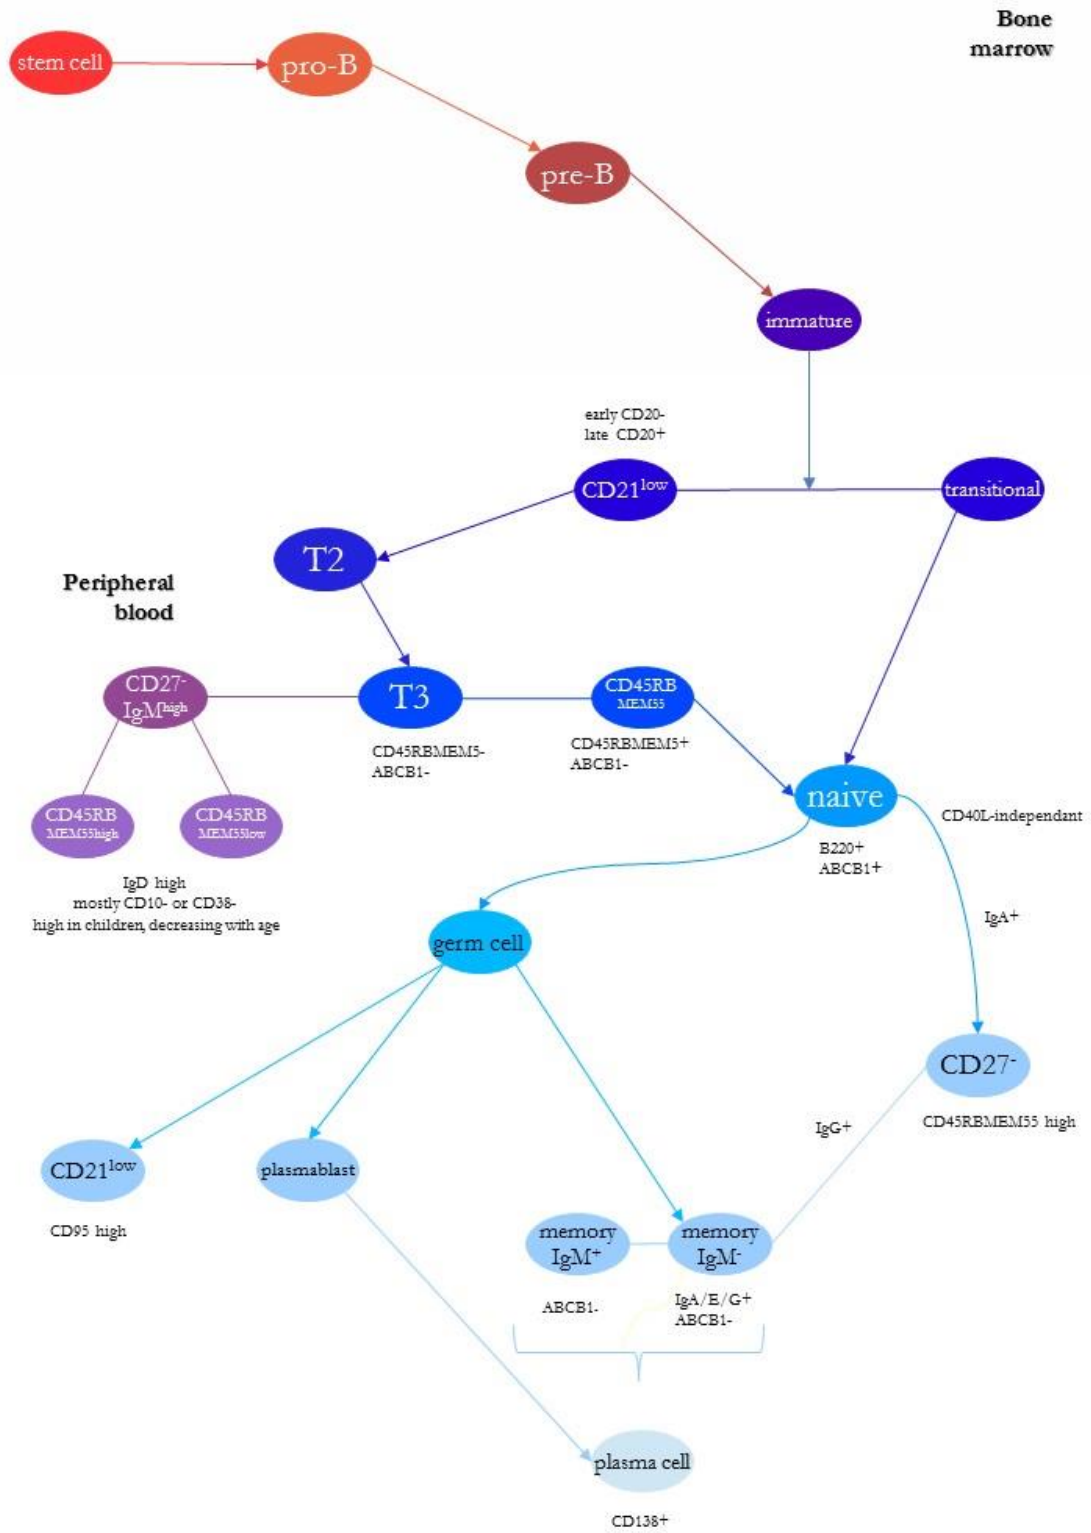 Bone
marrow
stem cell
pro-B
pre-B
immature
early CD20-
late CD20+
CD21low
transitional
T2
Peripheral
blood
CD27-
IgMhigh
T3
CD45RB
MEM55
CD45RBMEM5-
ABCB1-
CD45RBMEM5+
ABCB1-
CD45RB
MEM55high
CD45RB
MEM55low
naive
CD40L-independant
B220+
ABCB1+
IgD high
mostly CD10- or CD38-
high in children, decreasing with age
IgA+
germ cell
CD27-
CD45RBMEM55 high
IgG+
CD21low
plasmablast
CD95 high
memory
IgM+
memory
IgM-
ABCB1-
IgA/E/G+
ABCB1-
plasma cell
CD138+